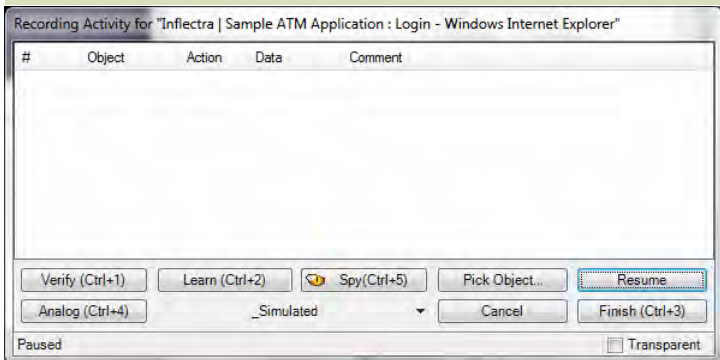 Recording Activity for "Inflectra | Sample ATM Application : Login - Windows Internet Explorer"
# Object Action Data Comment
Verify (Ctrl+1) Learn (Ctrl+2) Spy(Ctrl+5) Pick Object... Resume
Analog (Ctrl+4) _Simulated Cancel Finish (Ctrl+3)
Paused Transparent